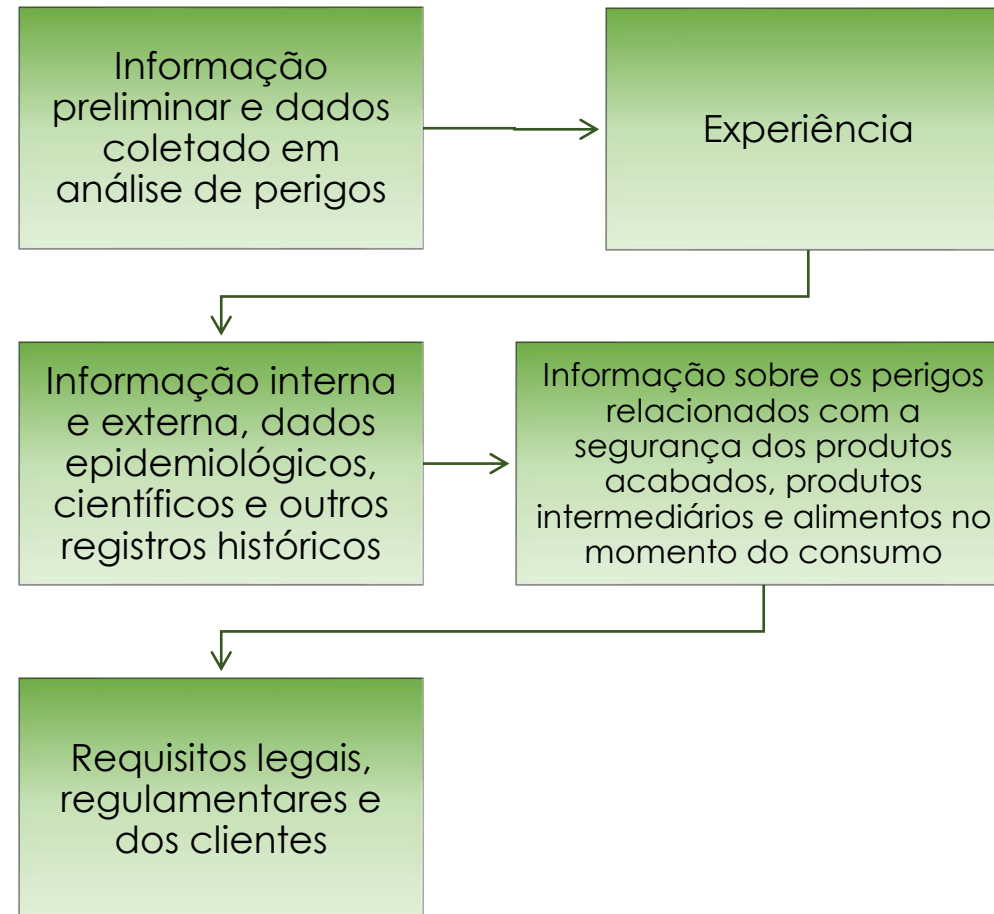 Informação
preliminar e dados
coletado em
análise de perigos
Experiência
Informação interna
e externa, dados
epidemiológicos,
científicos e outros
registros históricos
Informação sobre os perigos
relacionados com a
segurança dos produtos
acabados, produtos
intermediários e alimentos no
momento do consumo
Requisitos legais,
regulamentares e
dos clientes